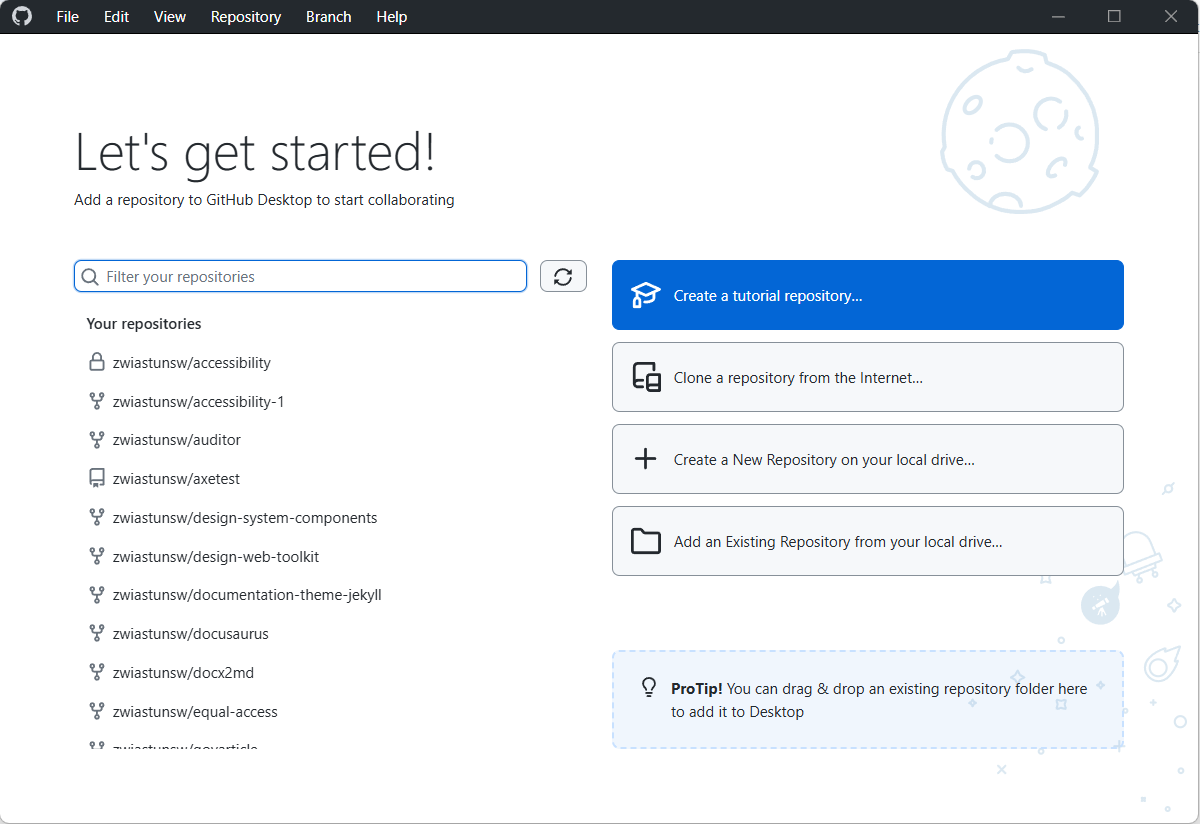 File Edit View Repository Branch Help
Let's get started!
Add a repository to GitHub Desktop to start collaborating
Filter your repositories
Your repositories
zwiastunsw/accessibility
zwiastunsw/accessibility-1
zwiastunsw/auditor
zwiastunsw/axetest
zwiastunsw/design-system-components
zwiastunsw/design-web-toolkit
zwiastunsw/documentation-theme-jekyll
zwiastunsw/docusaurus
zwiastunsw/docx2md
zwiastunsw/equal-access
Create a tutorial repository...
Clone a repository from the Internet...
Create a New Repository on your local drive...
Add an Existing Repository from your local drive...
ProTip! You can drag & drop an existing repository folder here
to add it to Desktop